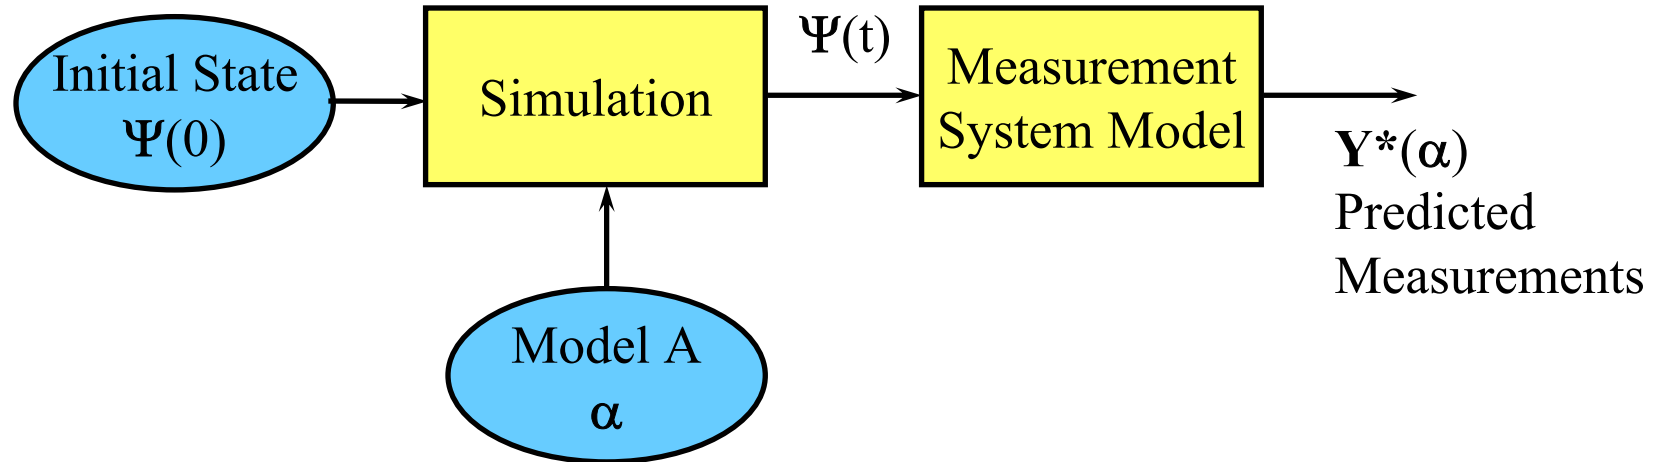 Initial State
Ψ(0)
Simulation
Ψ(t)
Measurement
System Model
Y*(α)
Predicted
Measurements
Model A
α